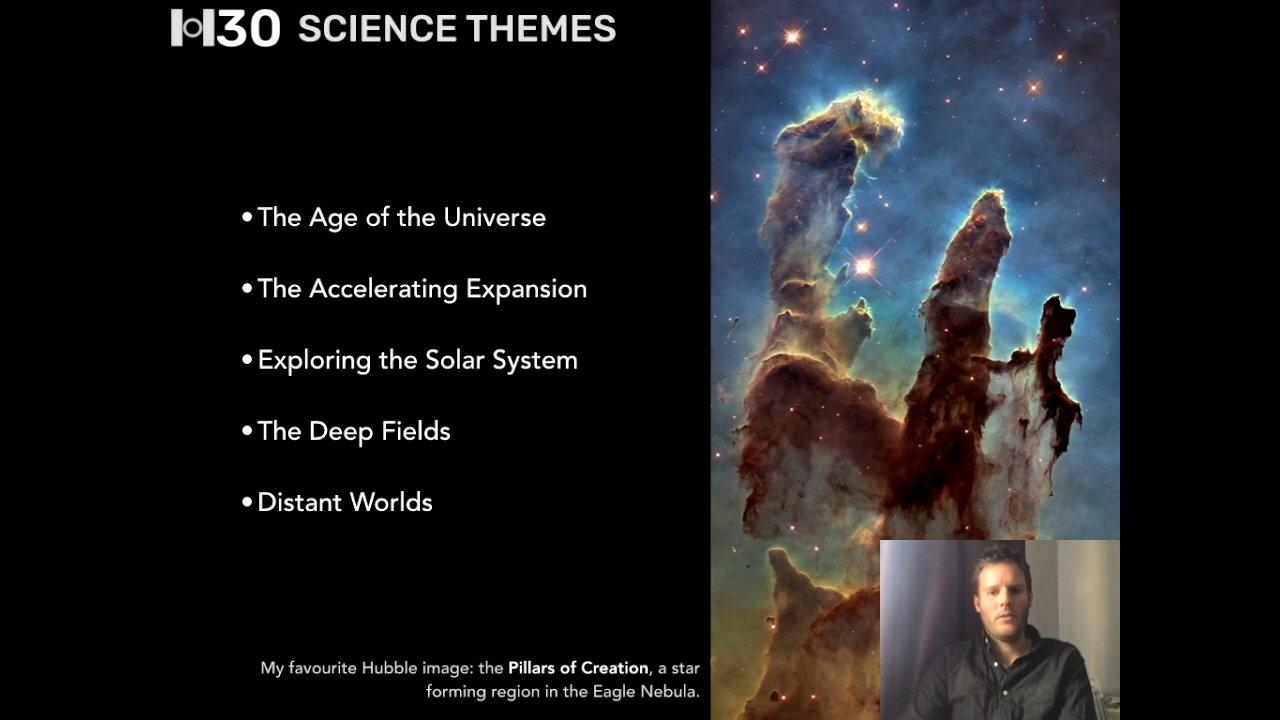 H30 SCIENCE THEMES
•The Age of the Universe
•The Accelerating Expansion
•Exploring the Solar System
•The Deep Fields
•Distant Worlds
My favourite Hubble image: the Pillars of Creation, a star
forming region in the Eagle Nebula.